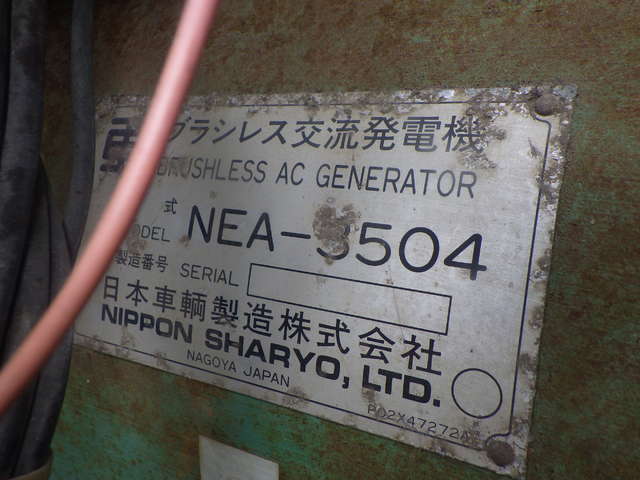 ブラシレス交流発電機
BRUSHLESS AC GENERATOR
式
MODEL NEA-3504
製造番号 SERIAL
日本車輌製造株式会社
NIPPON SHARYO, LTD.
NAGOYA JAPAN